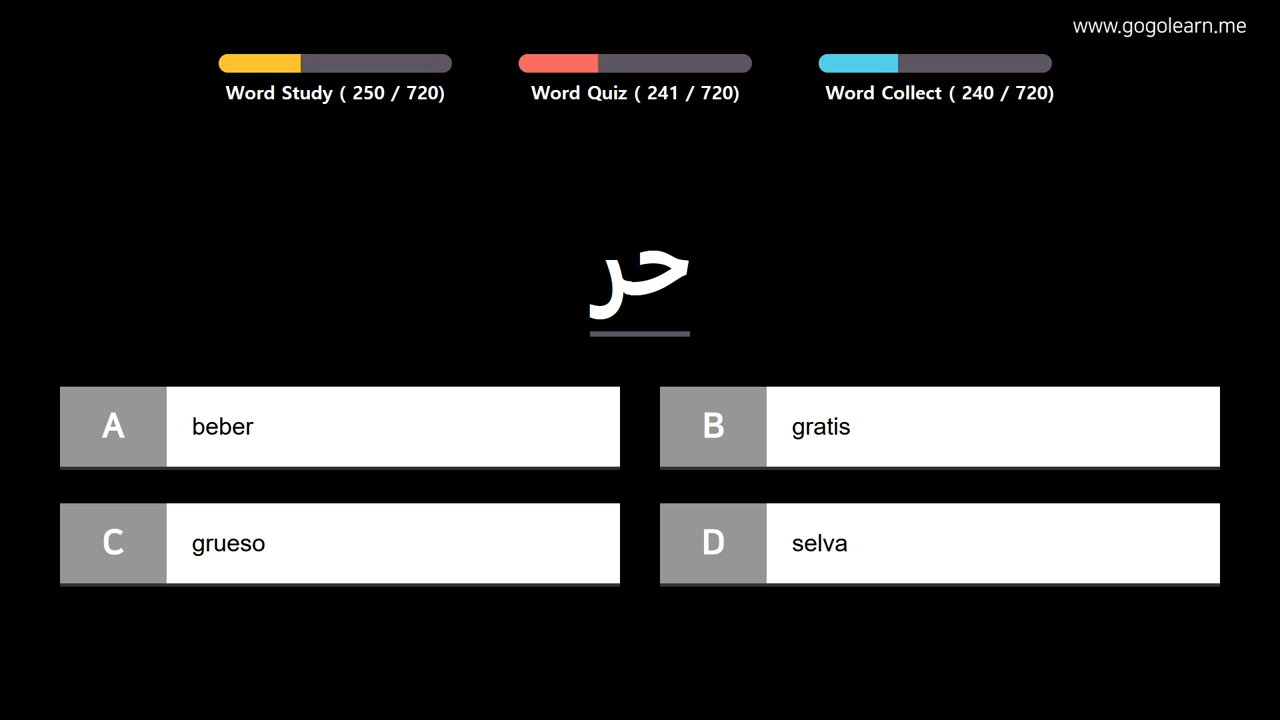 www.gogolearn.me
Word Study ( 250 / 720)
Word Quiz ( 241 / 720)
Word Collect ( 240 / 720)
حر
A beber
B gratis
C grueso
D selva